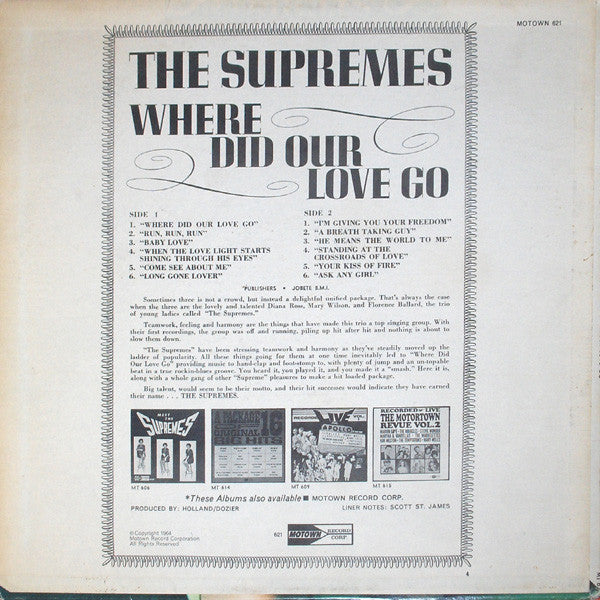 MOTOWN 621
THE SUPREMES
WHERE
DID OUR
LOVE GO
SIDE 1
1. "WHERE DID OUR LOVE GO"
2. "RUN, RUN, RUN"
3. "BABY LOVE"
4. "WHEN THE LOVE LIGHT STARTS
SHINING THROUGH HIS EYES"
5. "COME SEE ABOUT ME"
6. "LONG GONE LOVER"
SIDE 2
1. "I'M GIVING YOU YOUR FREEDOM"
2. "A BREATH TAKING GUY"
3. "HE MEANS THE WORLD TO ME"
4. "STANDING AT THE
CROSSROADS OF LOVE"
5. "YOUR KISS OF FIRE"
6. "ASK ANY GIRL"
*PUBLISHERS • JOBETE B.M.I.
Sometimes three is not a crowd, but instead a delightful unified package. That's always the case
when the three are the lovely and talented Diana Ross, Mary Wilson, and Florence Ballard, the trio
of young ladies called "The Supremes."
Teamwork, feeling and harmony are the things that have made this trio a top singing group. With
their first recordings, the group was off and running, piling up hit after hit and nothing is about to
slow them down.
"The Supremes" have been stressing teamwork and harmony as they've steadily moved up the
ladder of popularity. All these things going for them at one time inevitably led to "Where Did
Our Love Go" providing music to hand-clap and foot-stomp to, with plenty of jump and an un-topable
beat in a true rockin-blues groove. You heard it, you played it, and you made it a "smash." Here it is,
along with a whole gang of other "Supreme" pleasures to make a hit loaded package.
Big talent, would seem to be their motto, and their hit successes would indicate they have earned
their name . . . THE SUPREMES.
MEET THE
SUPREMES
16
ORIGINAL
BIG HITS
RECORDED LIVE
APOLLO
RECORDED LIVE
THE MOTORTOWN
REVUE VOL. 2
MT 606
MT 614
MT 609
MT 615
*These Albums also available ■ MOTOWN RECORD CORP.
PRODUCED BY: HOLLAND/DOZIER
LINER NOTES: SCOTT ST. JAMES
©Copyright 1964
Motown Record Corporation
All Rights Reserved
621
MOTOWN
RECORD
CORP
4